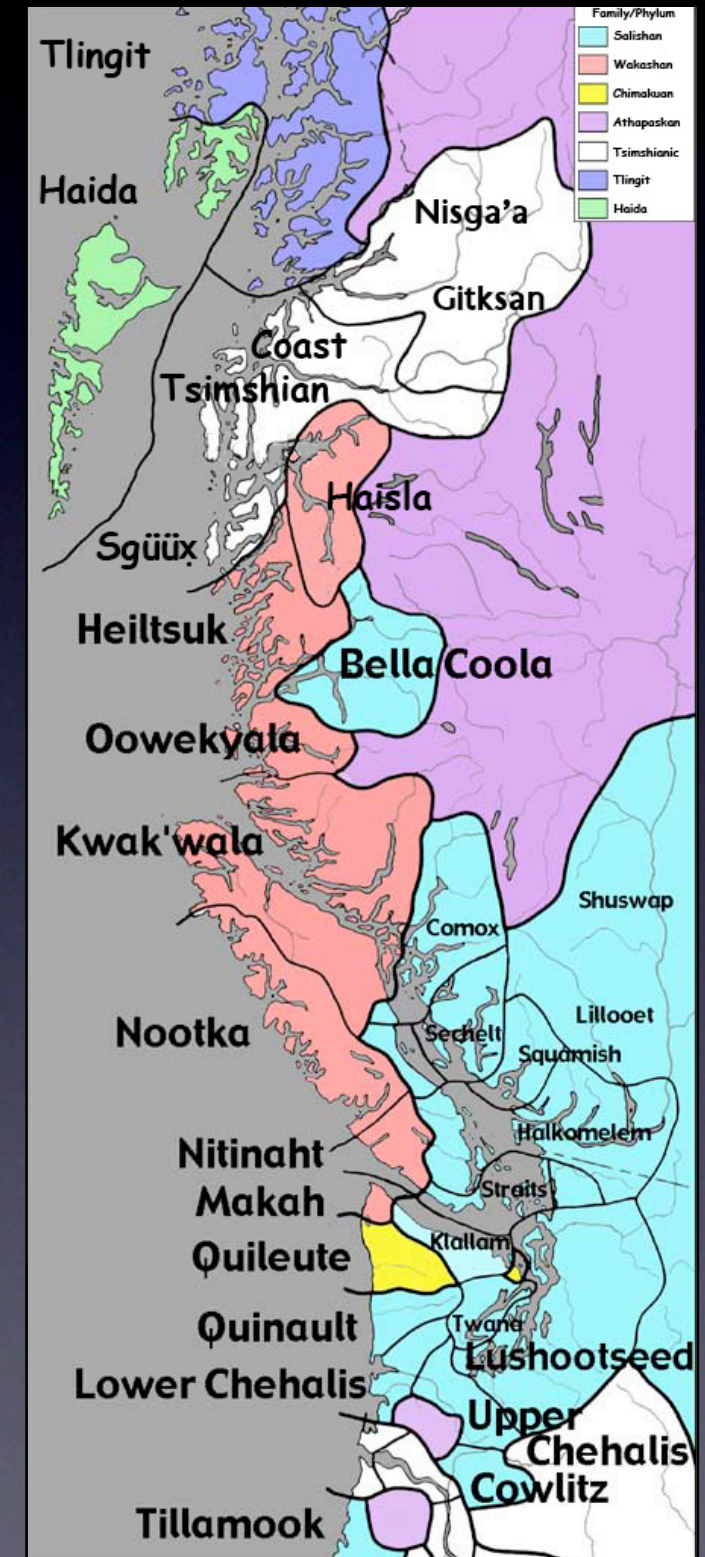 Family/Phylum
Salishan
Wakashan
Chimakuan
Athapaskan
Tsimshianic
Tlingit
Haida
Tlingit
Haida
Nisga'a
Gitksan
Coast
Tsimshian
Haisla
Sgüüx̣
Heiltsuk
Bella Coola
Oowekyala
Kwak'wala
Shuswap
Comox
Lillooet
Nootka
Sechelt
Squamish
Halkomelem
Nitinaht
Straits
Makah
Klallam
Quileute
Twana
Quinault
Lushootseed
Lower Chehalis
Upper
Chehalis
Cowlitz
Tillamook